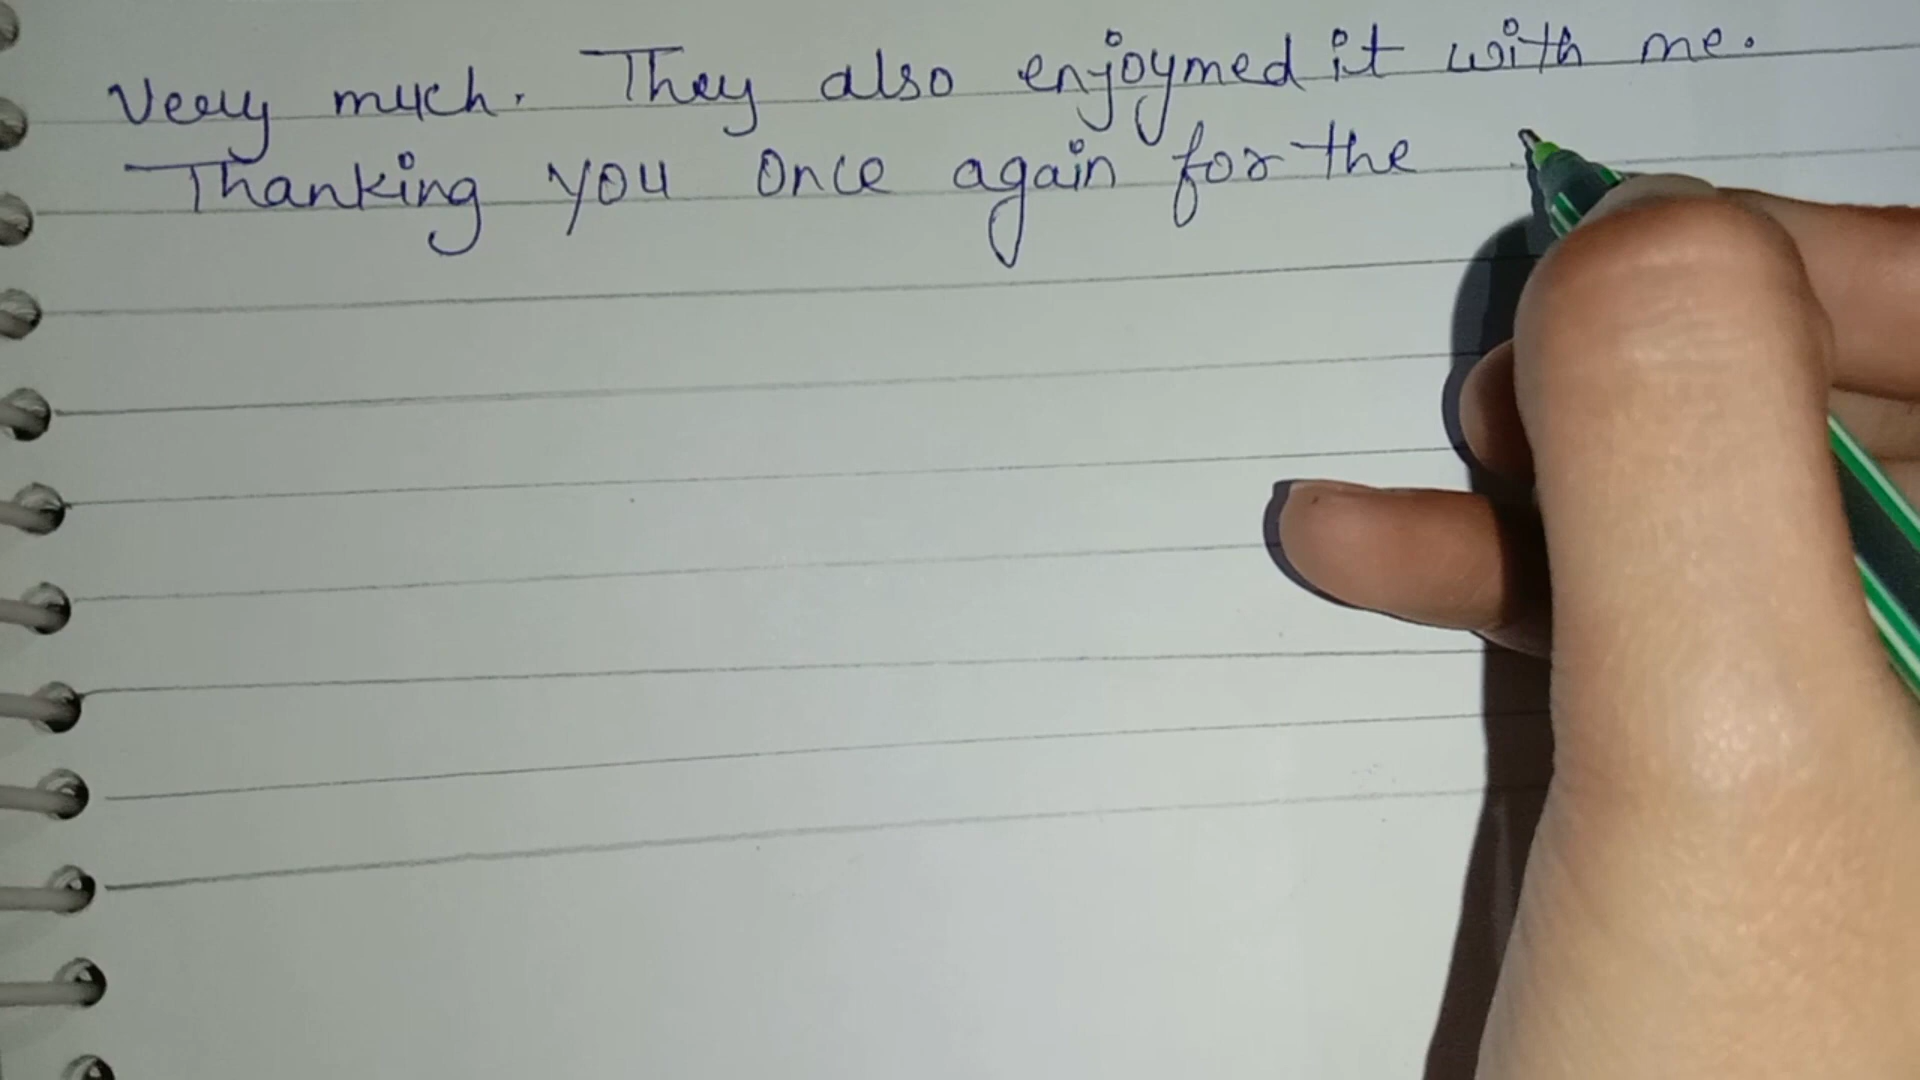 Very much. They also enjoymed it with me.
Thanking you once again for the